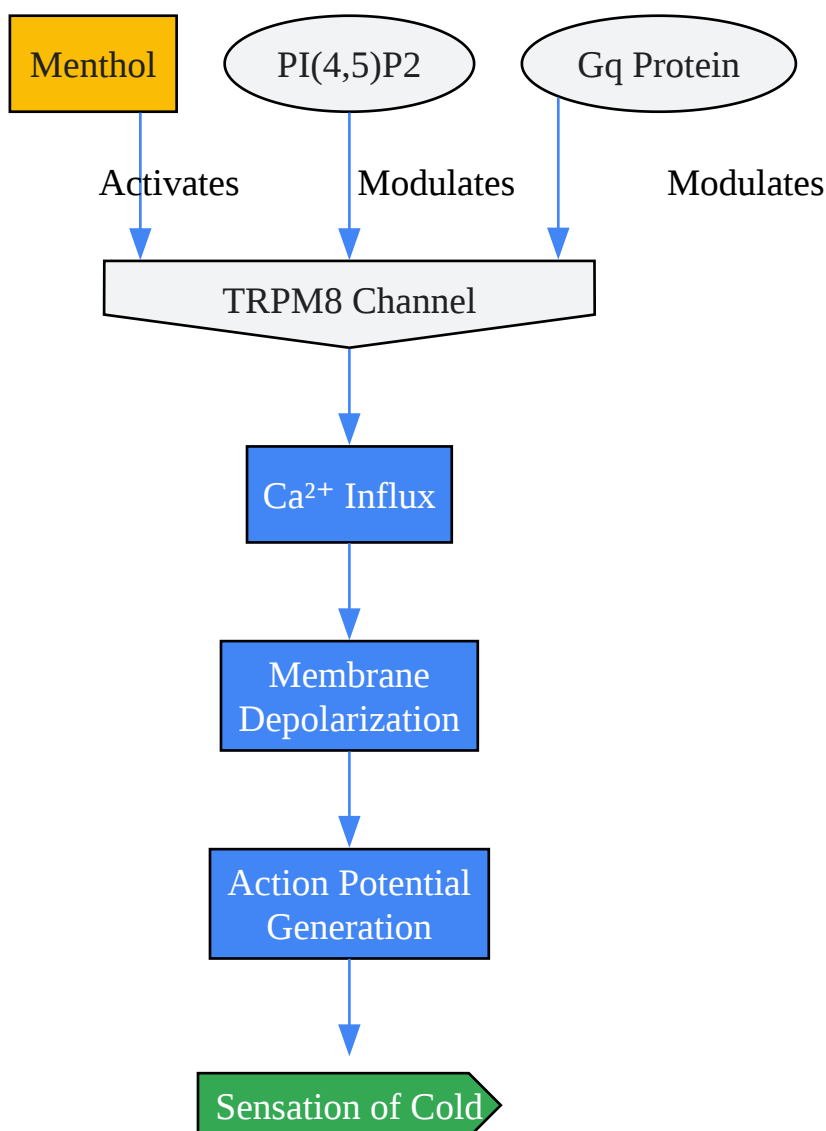 Menthol
PI(4,5)P2
Gq Protein
Activates
Modulates
Modulates
TRPM8 Channel
Ca²⁺ Influx
Membrane
Depolarization
Action Potential
Generation
Sensation of Cold